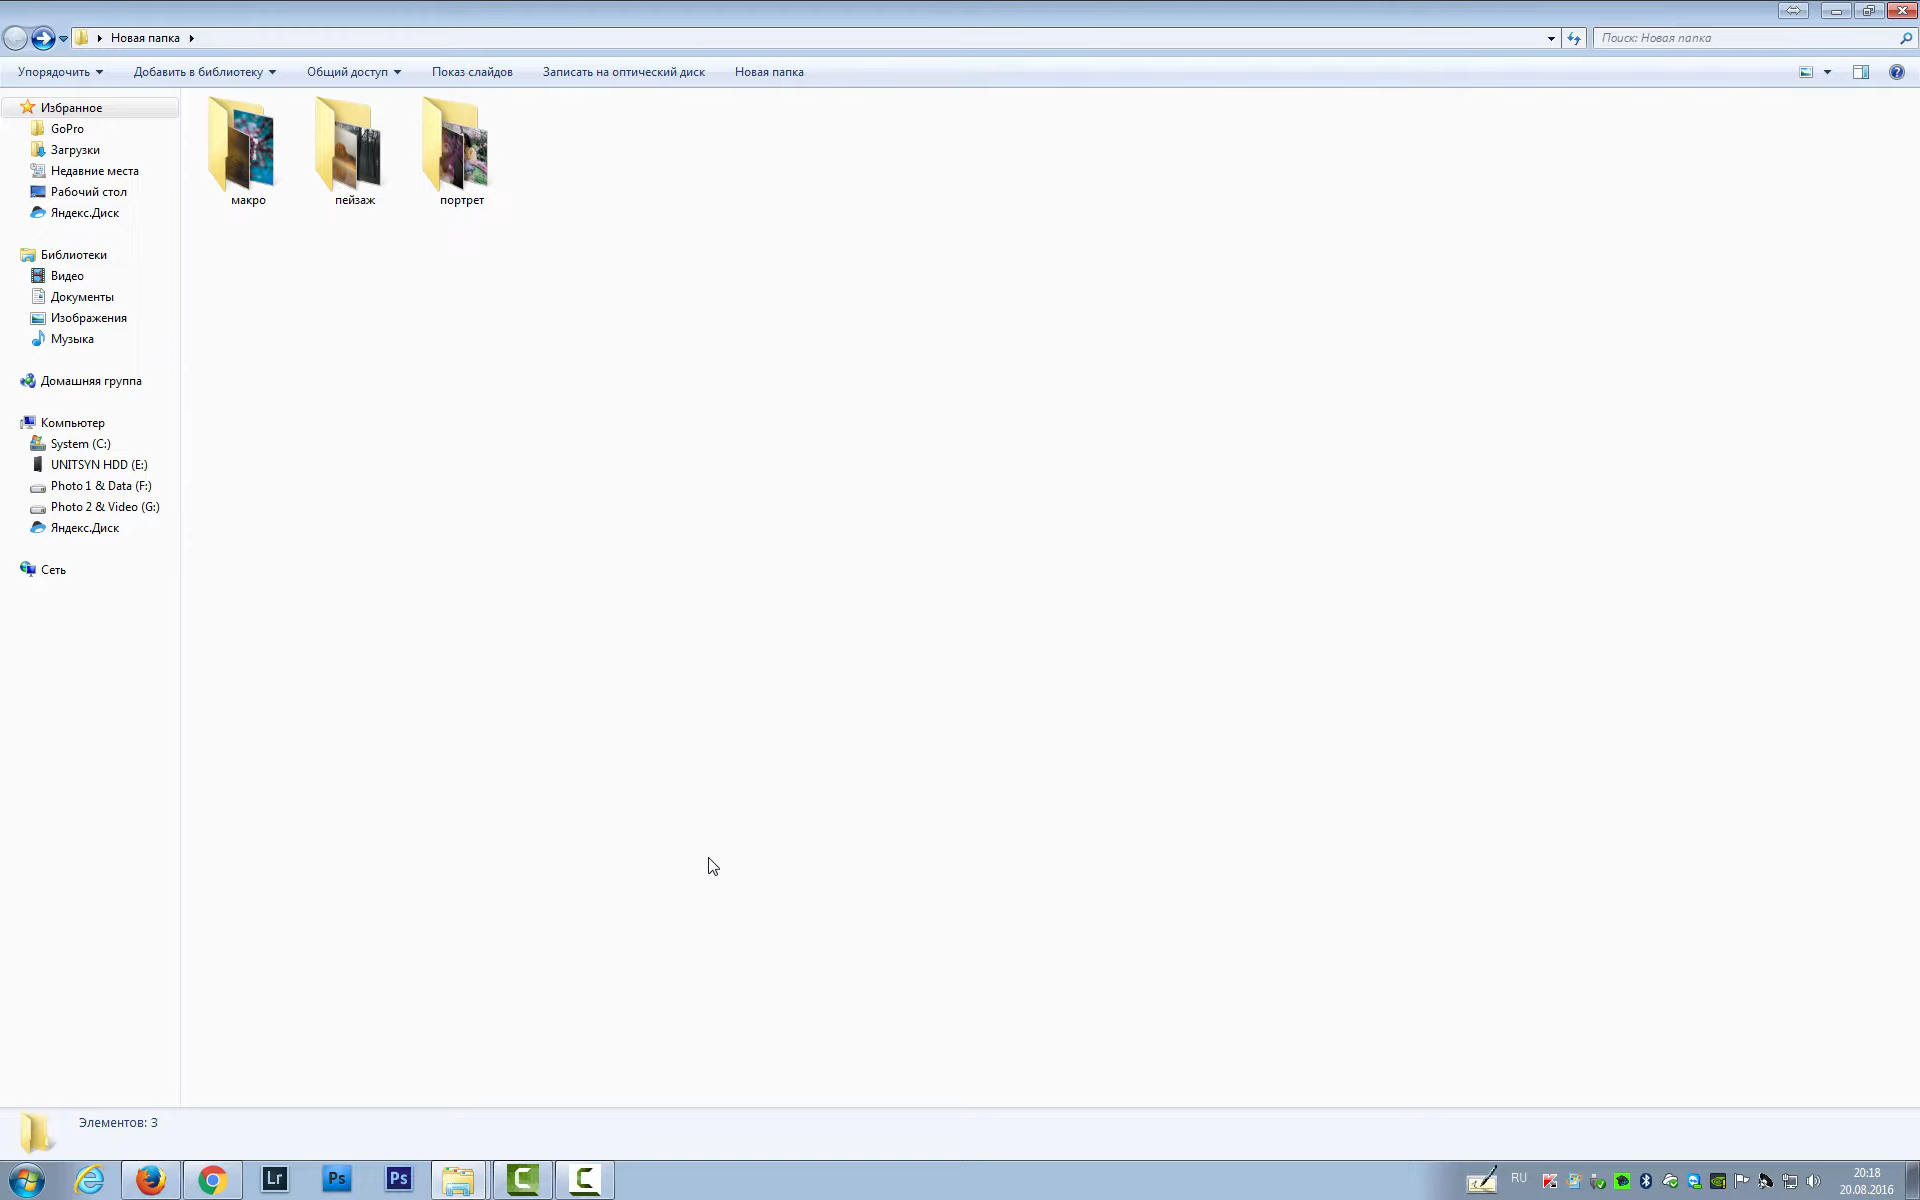 Новая папка
Поиск: Новая папка
Упорядочить Добавить в библиотеку Общий доступ Показ слайдов Записать на оптический диск Новая папка
Избранное
GoPro
Загрузки
Недавние места
Рабочий стол
Яндекс.Диск
Библиотеки
Видео
Документы
Изображения
Музыка
Домашняя группа
Компьютер
System (C:)
UNITSYN HDD (E:)
Photo 1 & Data (F:)
Photo 2 & Video (G:)
Яндекс.Диск
Сеть
макро пейзаж портрет
Элементов: 3
Lr Ps Ps
RU
20:18
20.08.2016